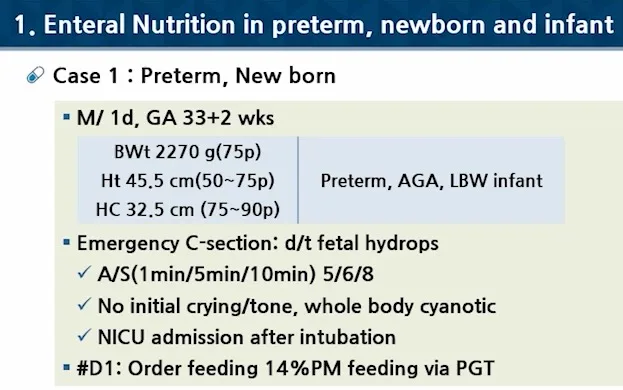 1. Enteral Nutrition in preterm, newborn and infant
Case 1 : Preterm, New born
▪ M/ 1d, GA 33+2 wks
BWt 2270 g(75p)
Ht 45.5 cm(50~75p)
HC 32.5 cm (75~90p)
Preterm, AGA, LBW infant
▪ Emergency C-section: d/t fetal hydrops
✓ A/S(1min/5min/10min) 5/6/8
✓ No initial crying/tone, whole body cyanotic
✓ NICU admission after intubation
▪ #D1: Order feeding 14%PM feeding via PGT